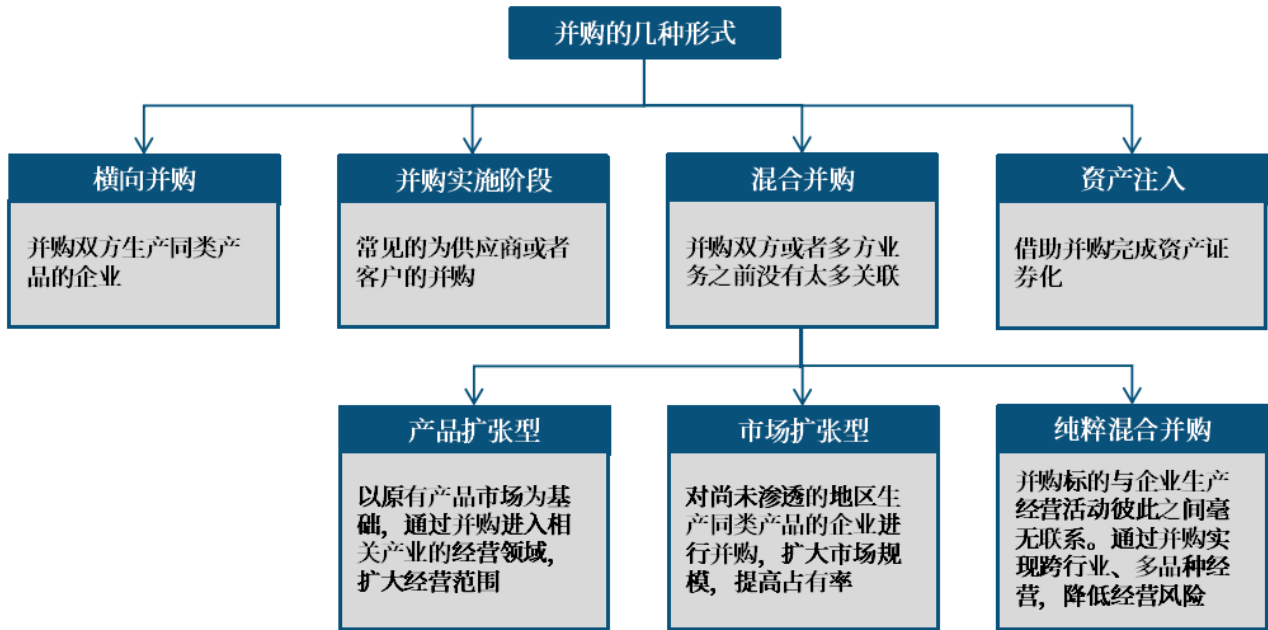 并购的几种形式
横向并购
并购双方生产同类产
品的企业
并购实施阶段
常见的为供应商或者
客户的并购
混合并购
并购双方或者多方业
务之前没有太多关联
资产注入
借助并购完成资产证
券化
产品扩张型
以原有产品市场为基
础，通过并购进入相
关产业的经营领域，
扩大经营范围
市场扩张型
对尚未渗透的地区生
产同类产品的企业进
行并购，扩大市场规
模，提高占有率
纯粹混合并购
并购标的与企业生产
经营活动彼此之间毫
无联系。通过并购实
现跨行业、多品种经
营，降低经营风险